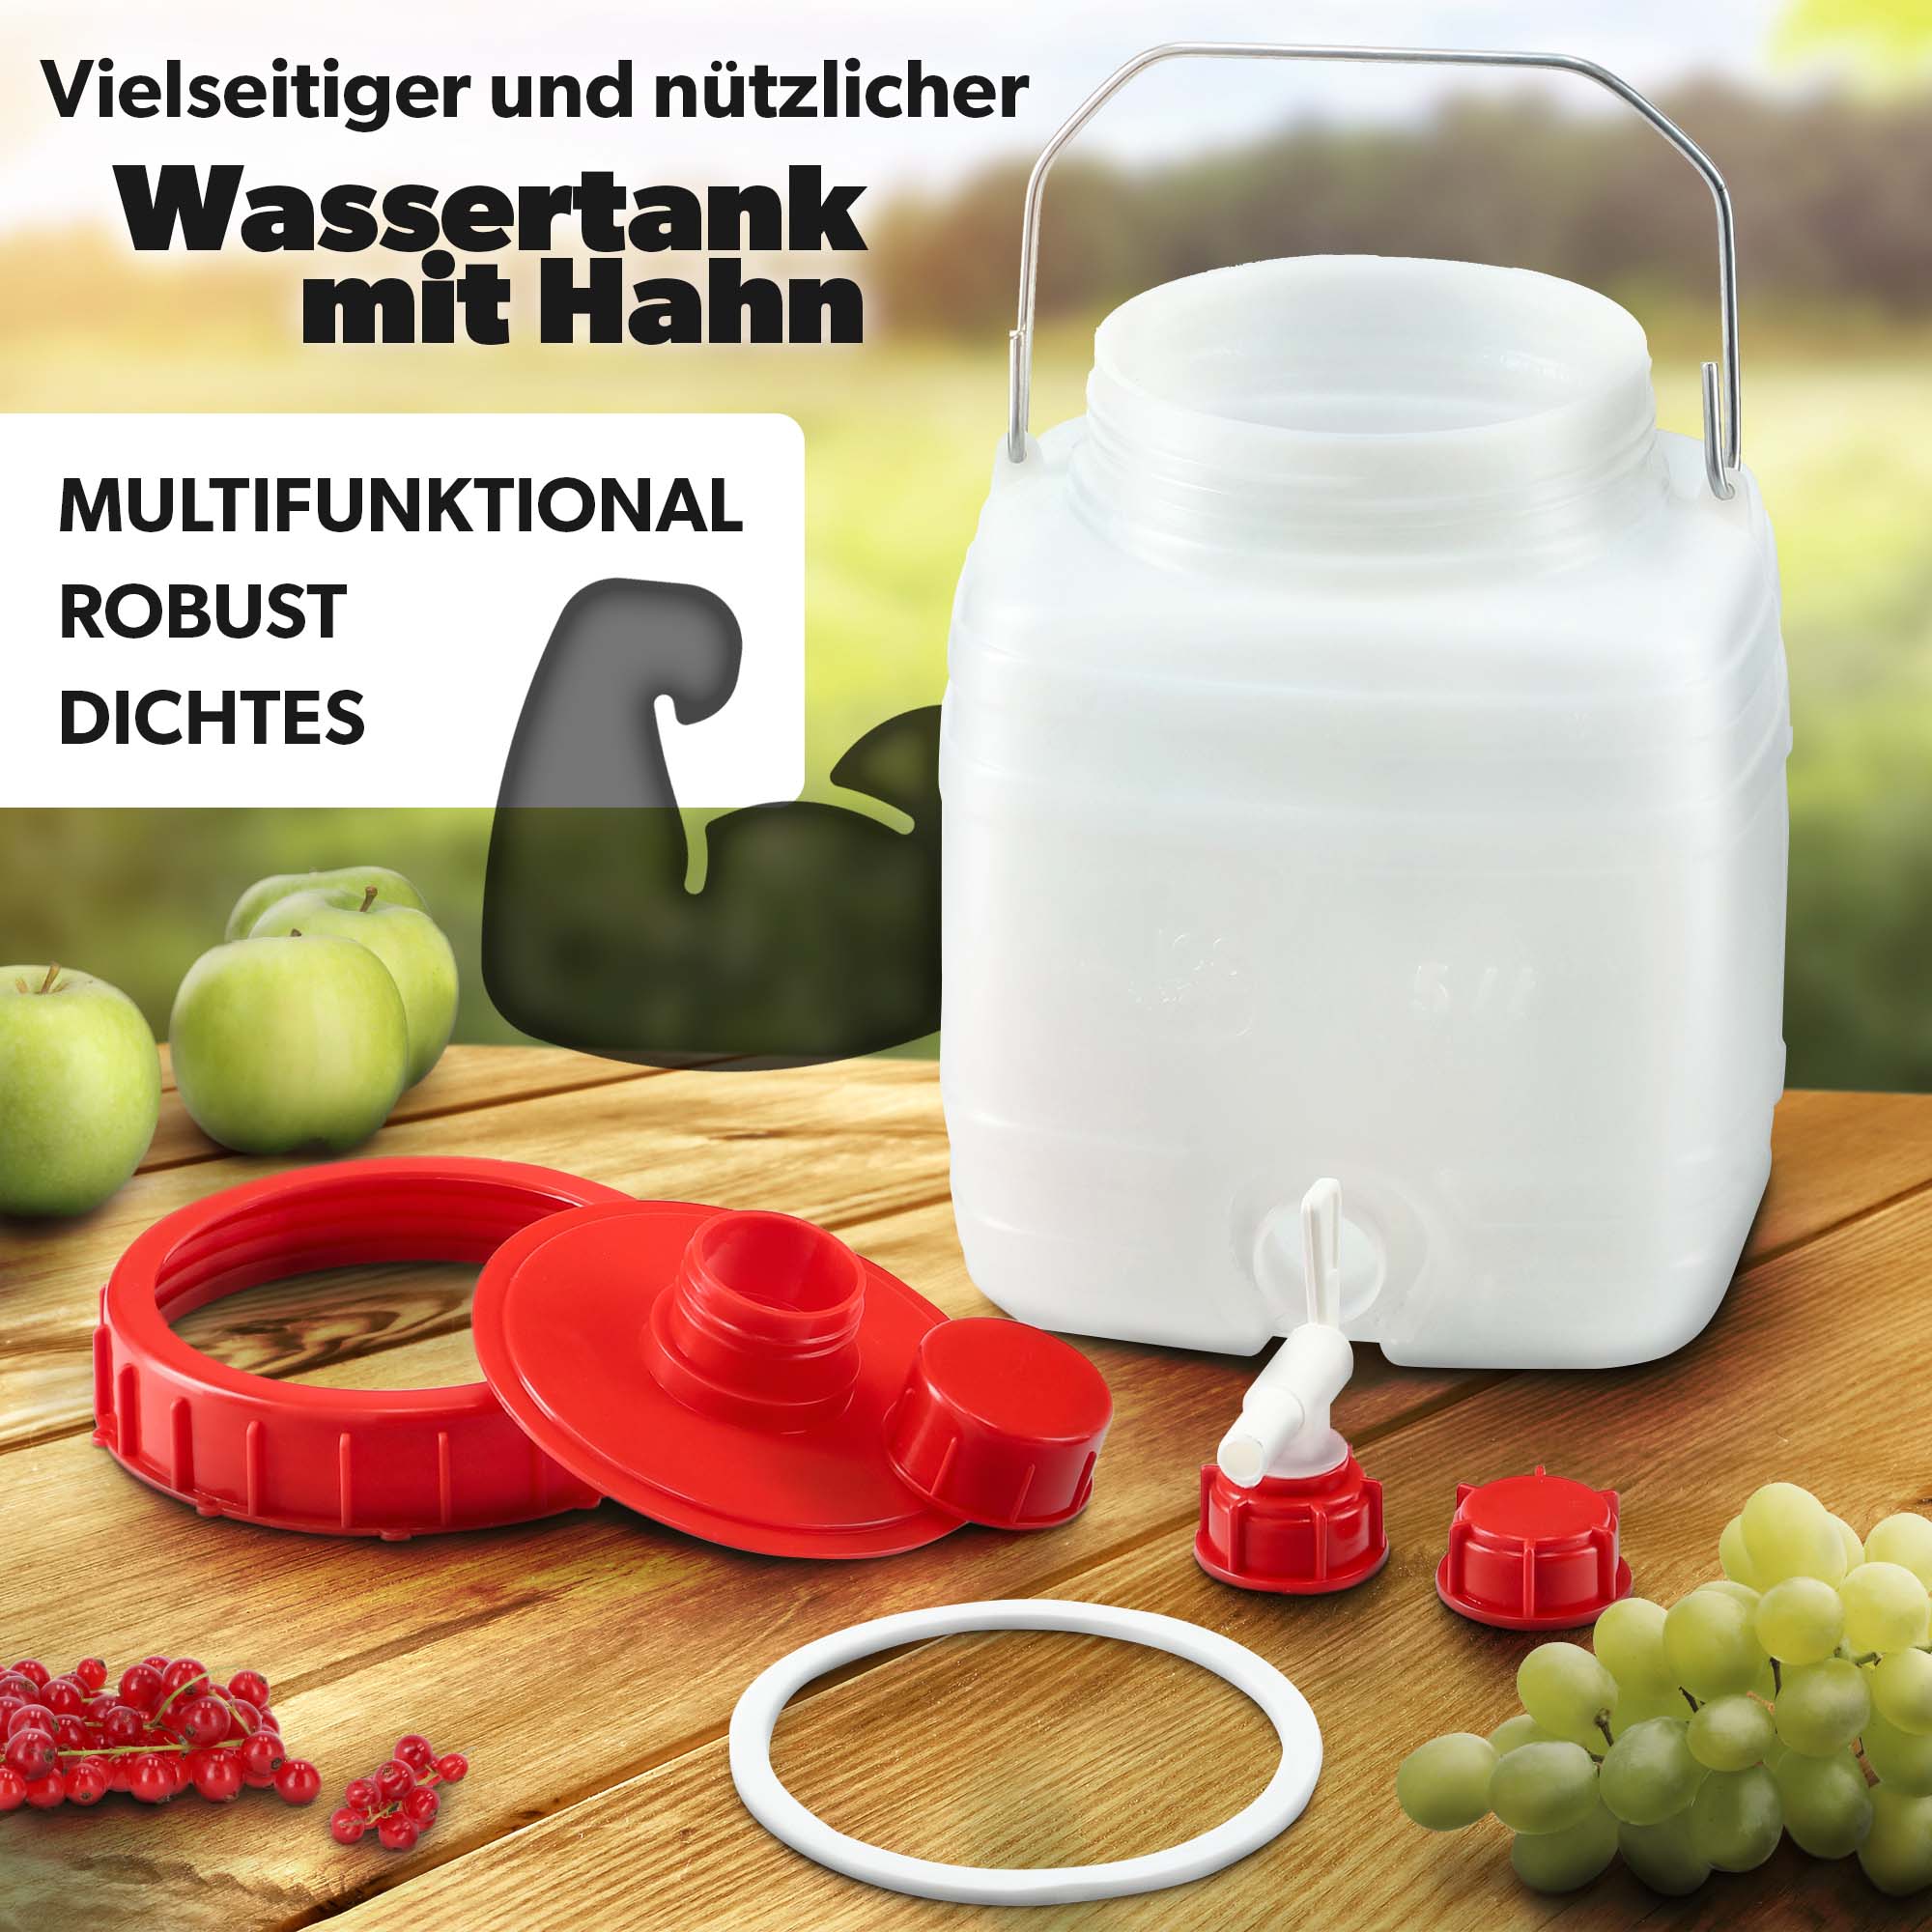 Vielseitiger und nützlicher
Wassertank
mit Hahn
MULTIFUNKTIONAL
ROBUST
DICHTES